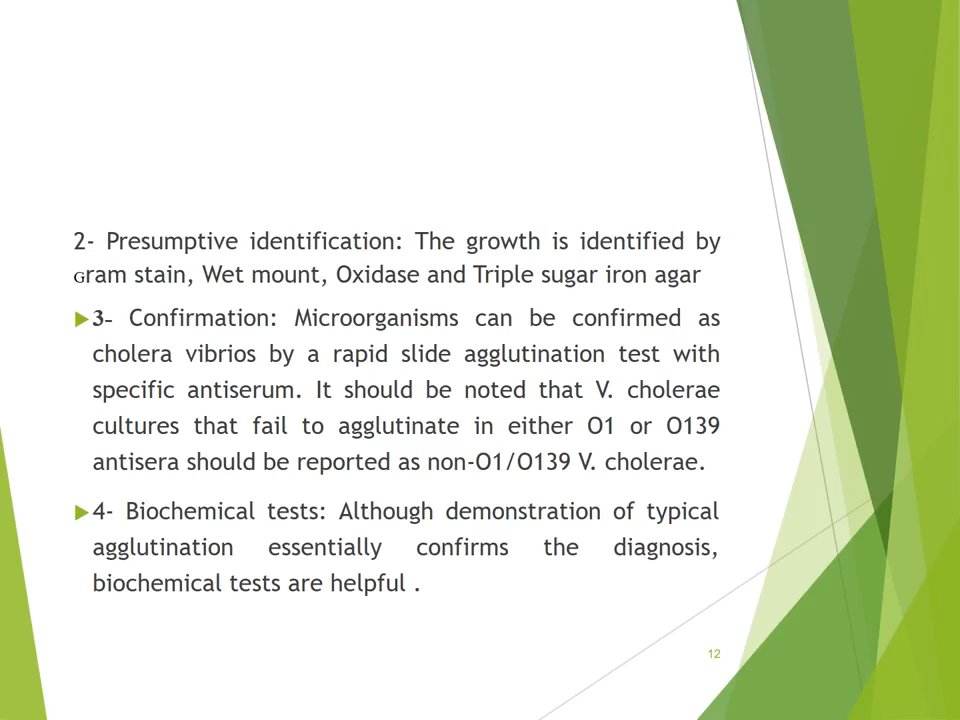 2- Presumptive identification: The growth is identified by
Gram stain, Wet mount, Oxidase and Triple sugar iron agar
3- Confirmation: Microorganisms can be confirmed as
cholera vibrios by a rapid slide agglutination test with
specific antiserum. It should be noted that V. cholerae
cultures that fail to agglutinate in either O1 or O139
antisera should be reported as non-O1/O139 V. cholerae.
4- Biochemical tests: Although demonstration of typical
agglutination essentially confirms the diagnosis,
biochemical tests are helpful .
12